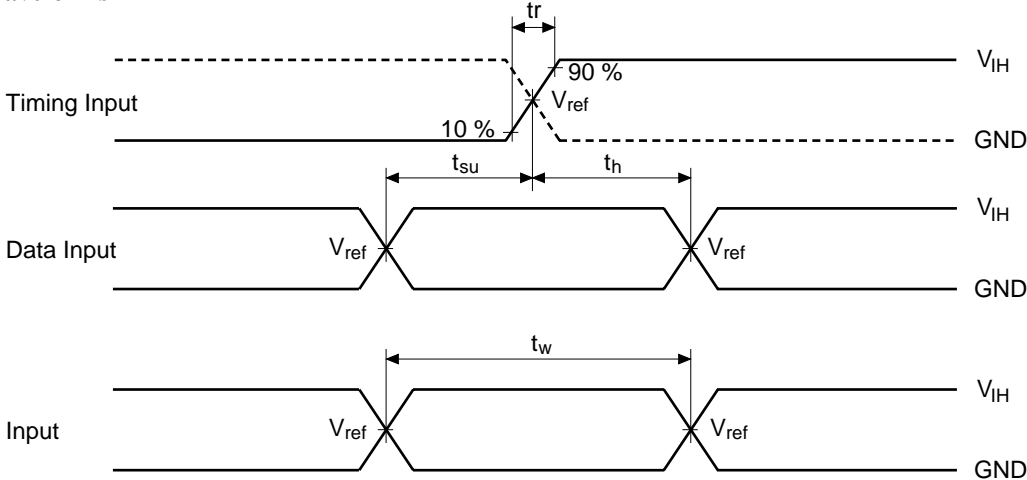 tr
V_IH
90 %
Timing Input
V_ref
10 %
GND
t_su
t_h
V_IH
Data Input
V_ref
V_ref
GND
t_w
V_IH
Input
V_ref
V_ref
GND